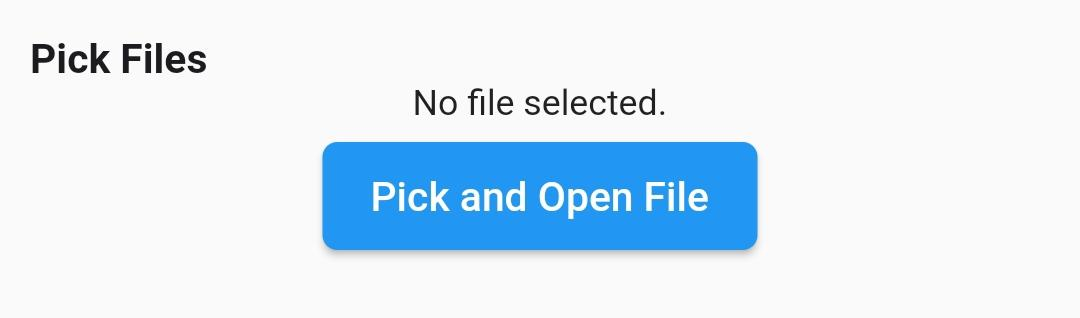 Pick Files
No file selected.
Pick and Open File